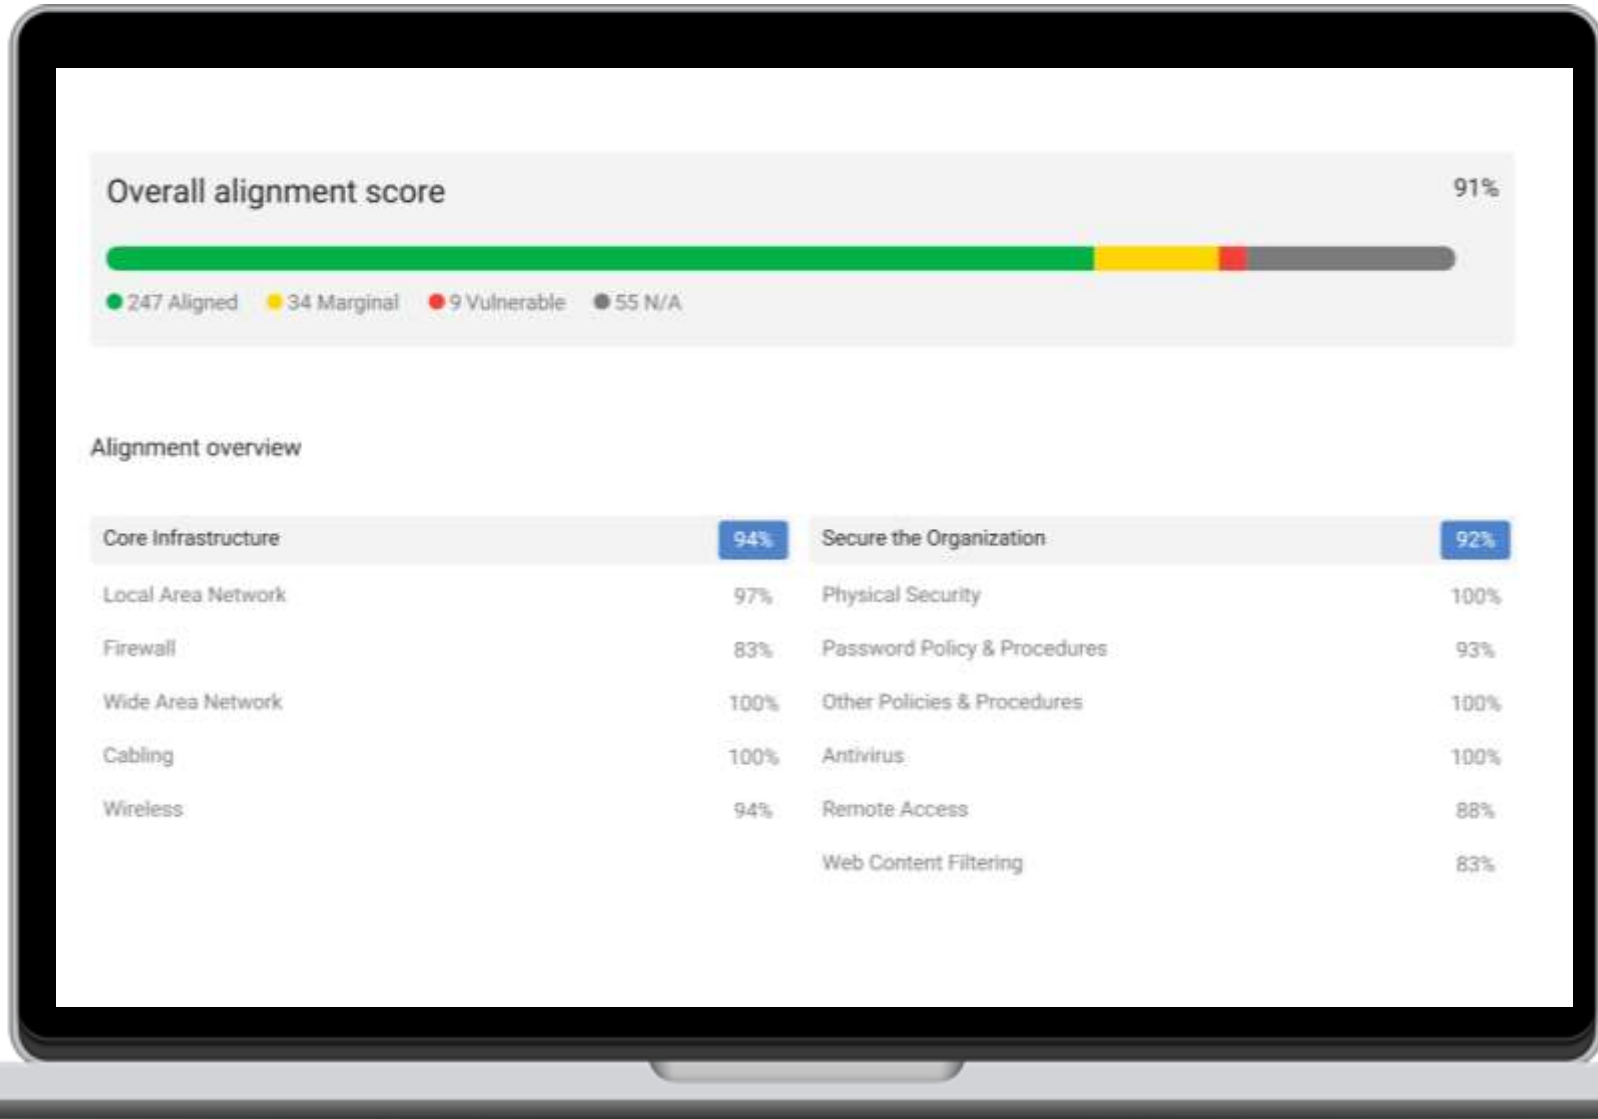 Overall alignment score 91%
247 Aligned 34 Marginal 9 Vulnerable 55 N/A
Alignment overview
Core Infrastructure 94%
Local Area Network 97%
Firewall 83%
Wide Area Network 100%
Cabling 100%
Wireless 94%
Secure the Organization 92%
Physical Security 100%
Password Policy & Procedures 93%
Other Policies & Procedures 100%
Antivirus 100%
Remote Access 88%
Web Content Filtering 83%